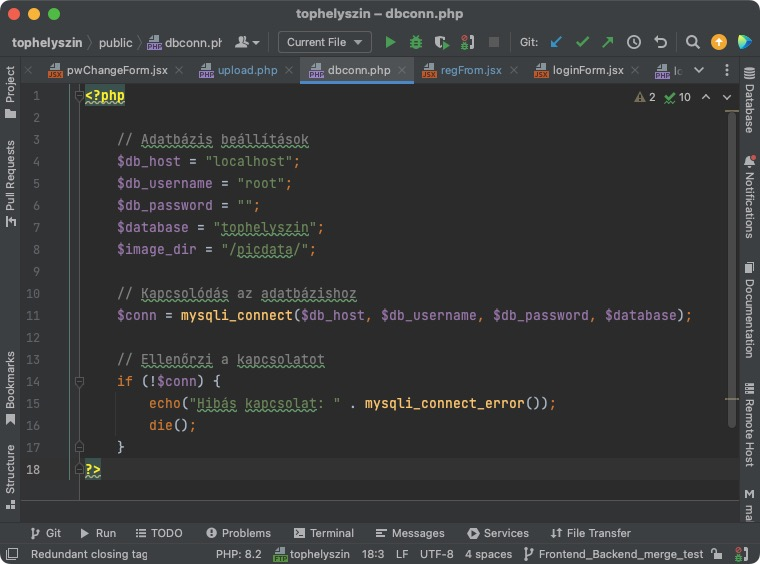 tophelyszin – dbconn.php
tophelyszin public dbconn.ph Current File Git:
pwChangeForm.jsx upload.php dbconn.php regFrom.jsx loginForm.jsx
Project
Pull Requests
Bookmarks
Structure
1 <?php 2 10
2
3 // Adatbázis beállítások
4 $db_host = "localhost";
5 $db_username = "root";
6 $db_password = "";
7 $database = "tophelyszin";
8 $image_dir = "/picdata/";
9
10 // Kapcsolódás az adatbázishoz
11 $conn = mysqli_connect($db_host, $db_username, $db_password, $database);
12
13 // Ellenőrzi a kapcsolatot
14 if (!$conn) {
15 echo("Hibás kapcsolat: " . mysqli_connect_error());
16 die();
17 }
18 ?>
Database
Notifications
Documentation
Remote Host
M ma
Git Run TODO Problems Terminal Messages Services File Transfer
Redundant closing tag PHP: 8.2 tophelyszin 18:3 LF UTF-8 4 spaces Frontend_Backend_merge_test